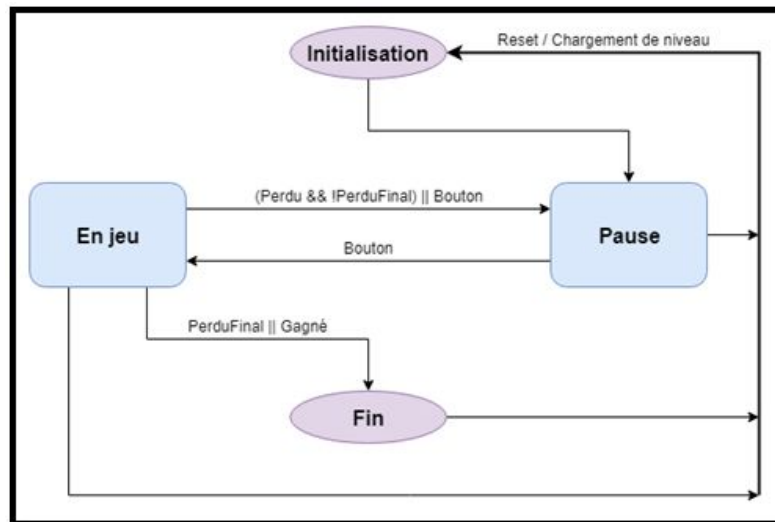 Initialisation
Reset / Chargement de niveau
(Perdu && !PerduFinal) || Bouton
En jeu
Pause
Bouton
PerduFinal || Gagné
Fin